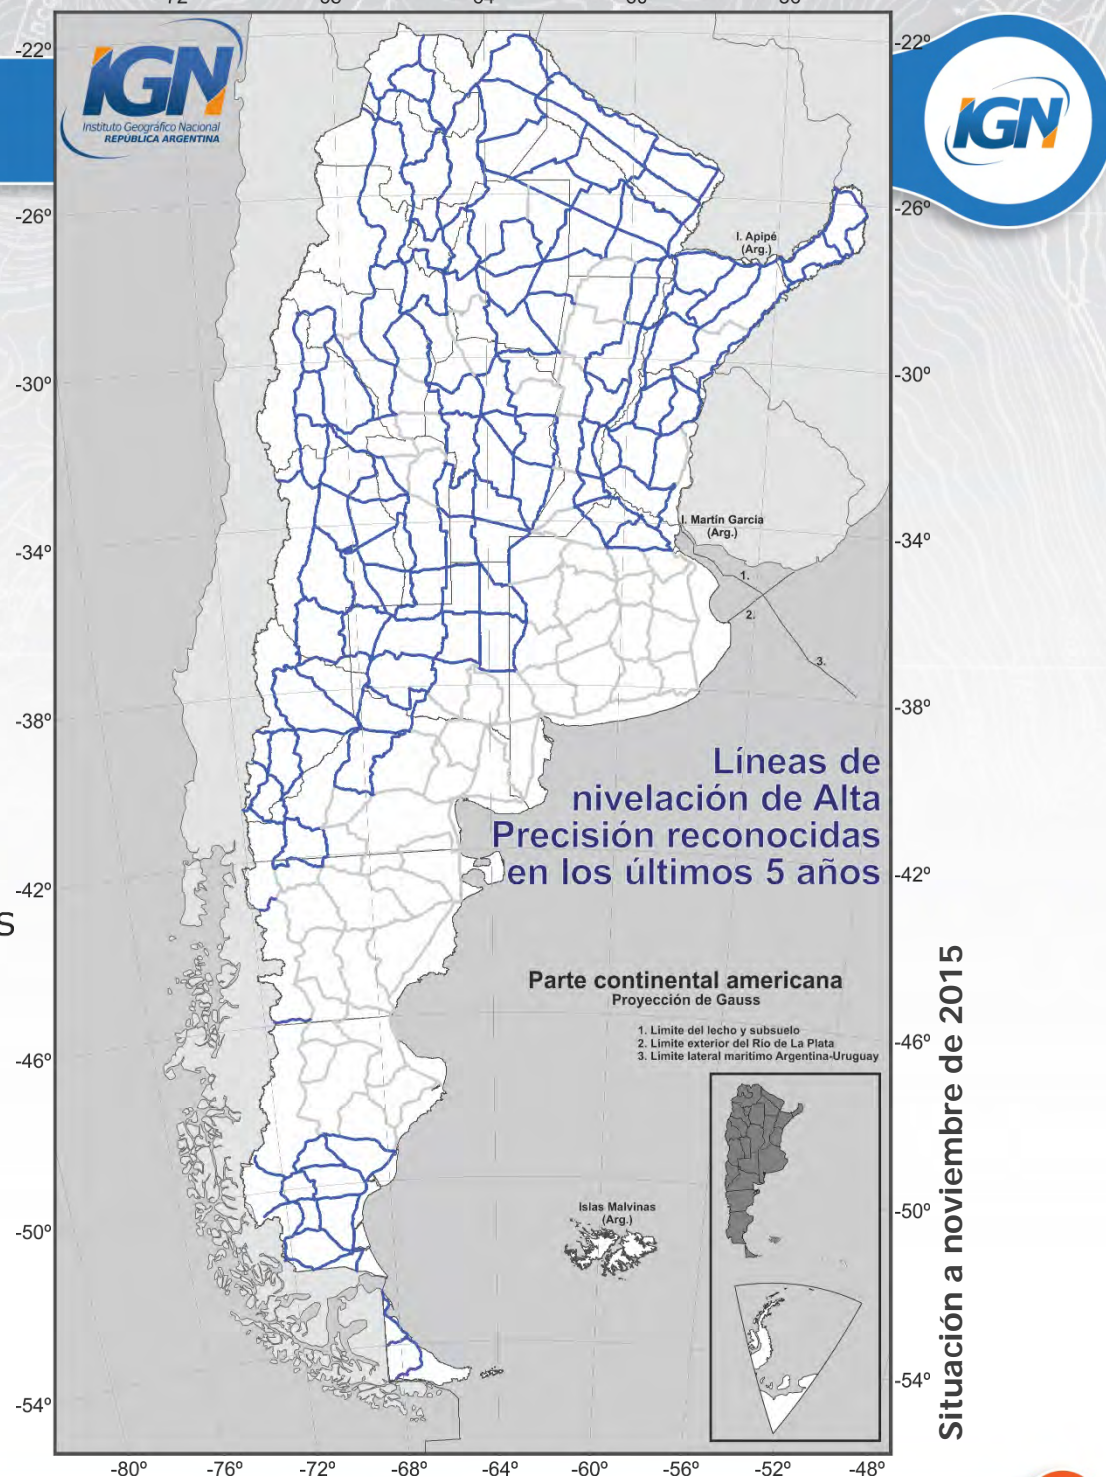 -22º
IGN
Instituto Geográfico Nacional
REPÚBLICA ARGENTINA
-22º
IGN
-26º
-26º
I. Apipé
(Arg.)
-30º
-30º
I. Martín García
(Arg.)
-34º
-34º
1.
2.
3.
-38º
-38º
Líneas de
nivelación de Alta
Precisión reconocidas
en los últimos 5 años
-42º
-42º
S
Parte continental americana
Proyección de Gauss
1. Limite del lecho y subsuelo
2. Limite exterior del Río de La Plata
3. Limite lateral marítimo Argentina-Uruguay
-46º
-46º
Situación a noviembre de 2015
Islas Malvinas
(Arg.)
-50º
-50º
-54º
-54º
-80º -76º -72º -68º -64º -60º -56º -52º -48º